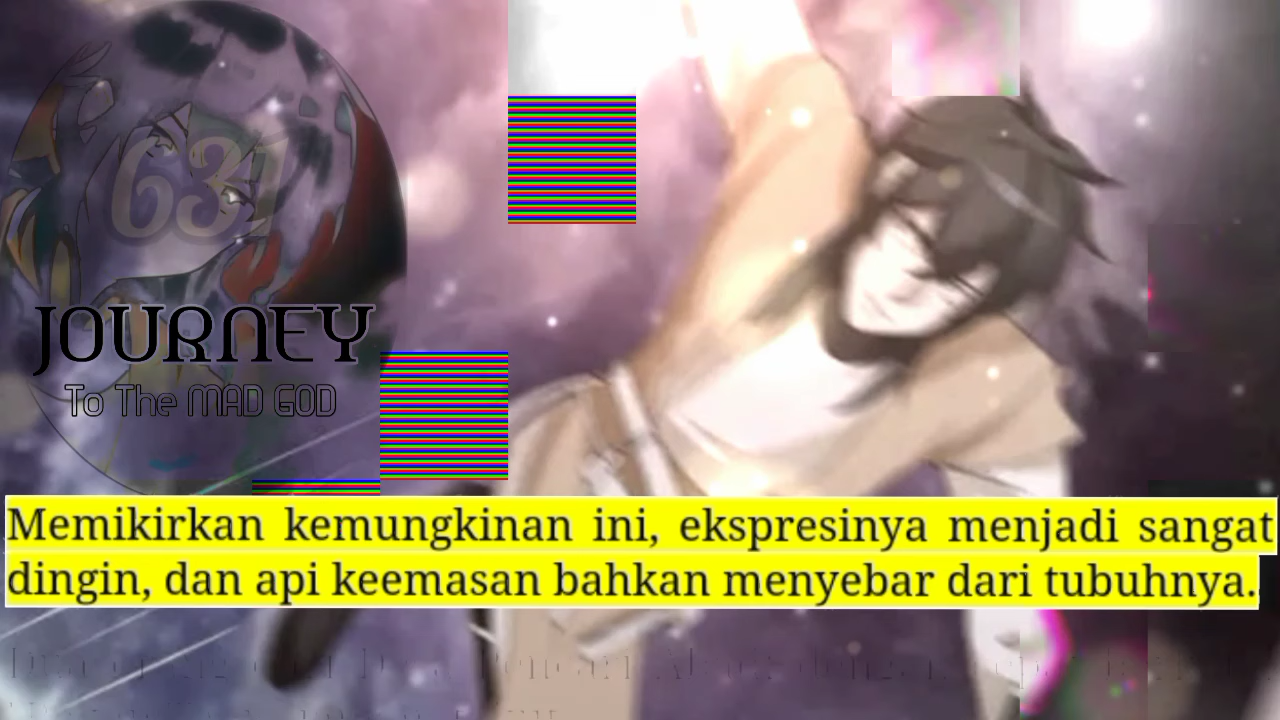 631
JOURNEY
To The MAD GOD
Memikirkan kemungkinan ini, ekspresinya menjadi sangat
dingin, dan api keemasan bahkan menyebar dari tubuhnya.